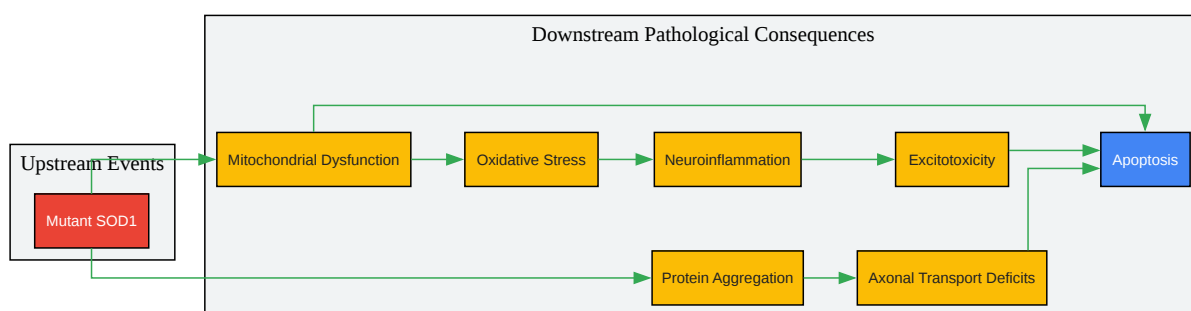 Downstream Pathological Consequences
Upstream Events
Mutant SOD1
Mitochondrial Dysfunction
Oxidative Stress
Neuroinflammation
Excitotoxicity
Apoptosis
Protein Aggregation
Axonal Transport Deficits